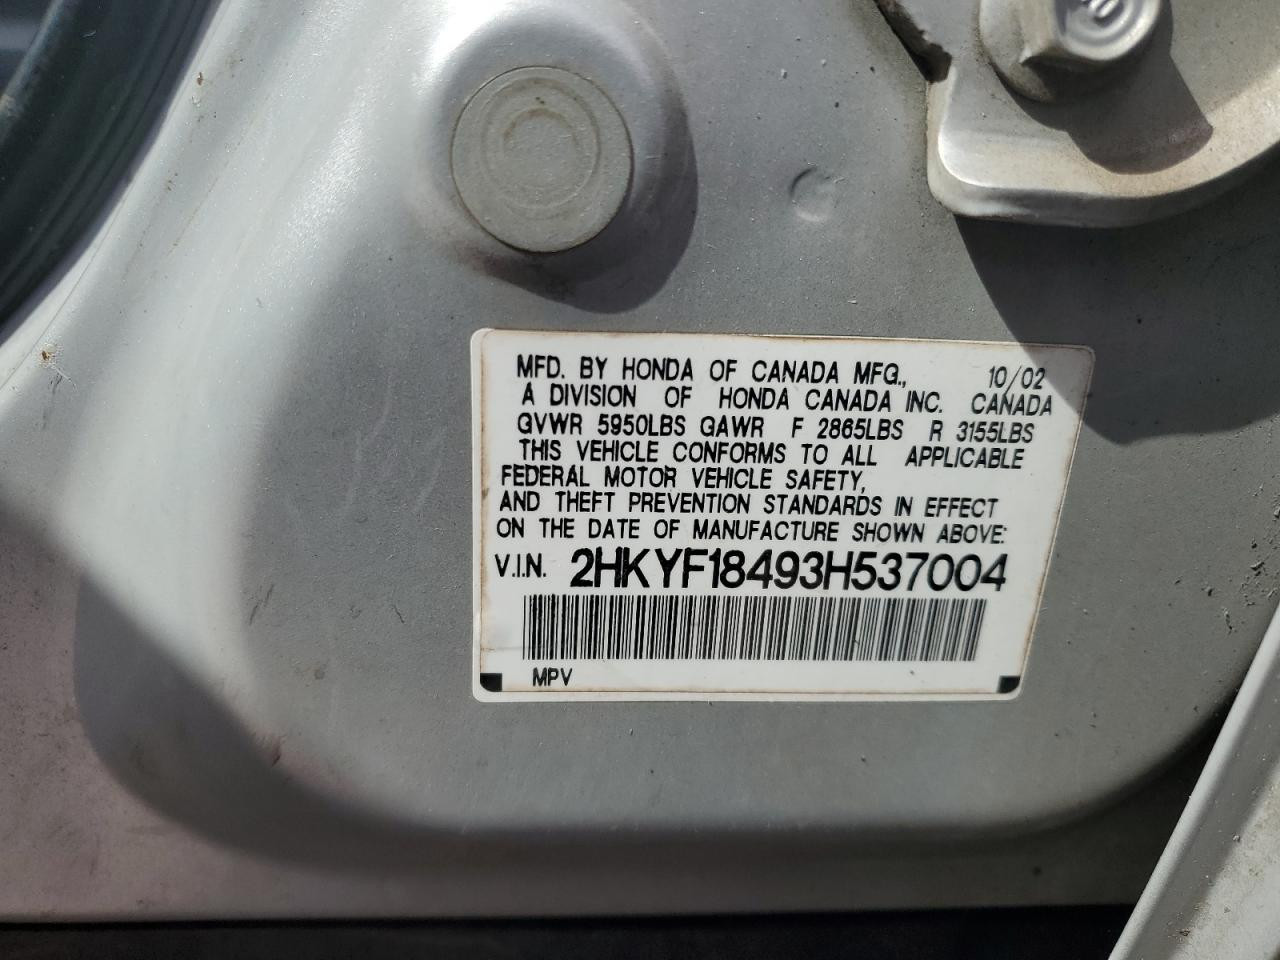 MFD. BY HONDA OF CANADA MFG., 10/02
A DIVISION OF HONDA CANADA INC. CANADA
GVWR 5950LBS GAWR F 2865LBS R 3155LBS
THIS VEHICLE CONFORMS TO ALL APPLICABLE
FEDERAL MOTOR VEHICLE SAFETY,
AND THEFT PREVENTION STANDARDS IN EFFECT
ON THE DATE OF MANUFACTURE SHOWN ABOVE:
V.I.N. 2HKYF18493H537004
MPV